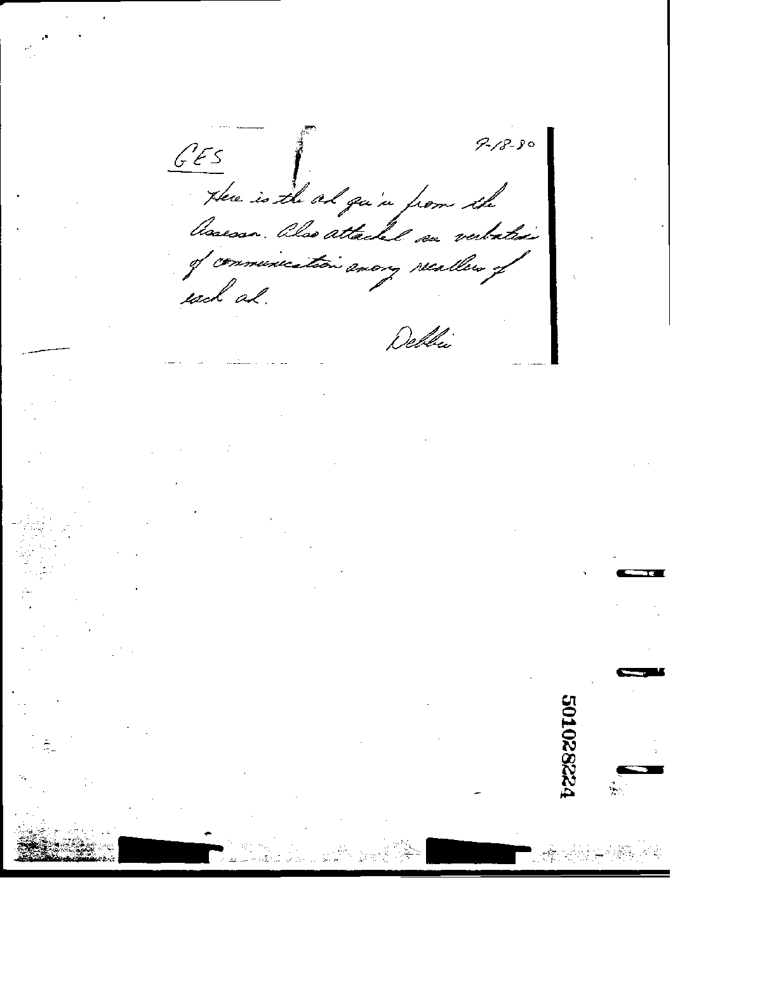 GES
9-18-80
Here is the ad qu'n from the
Assessor. Also attached are verbatims
of communication among recallers of
each ad.
Debbie
501028224